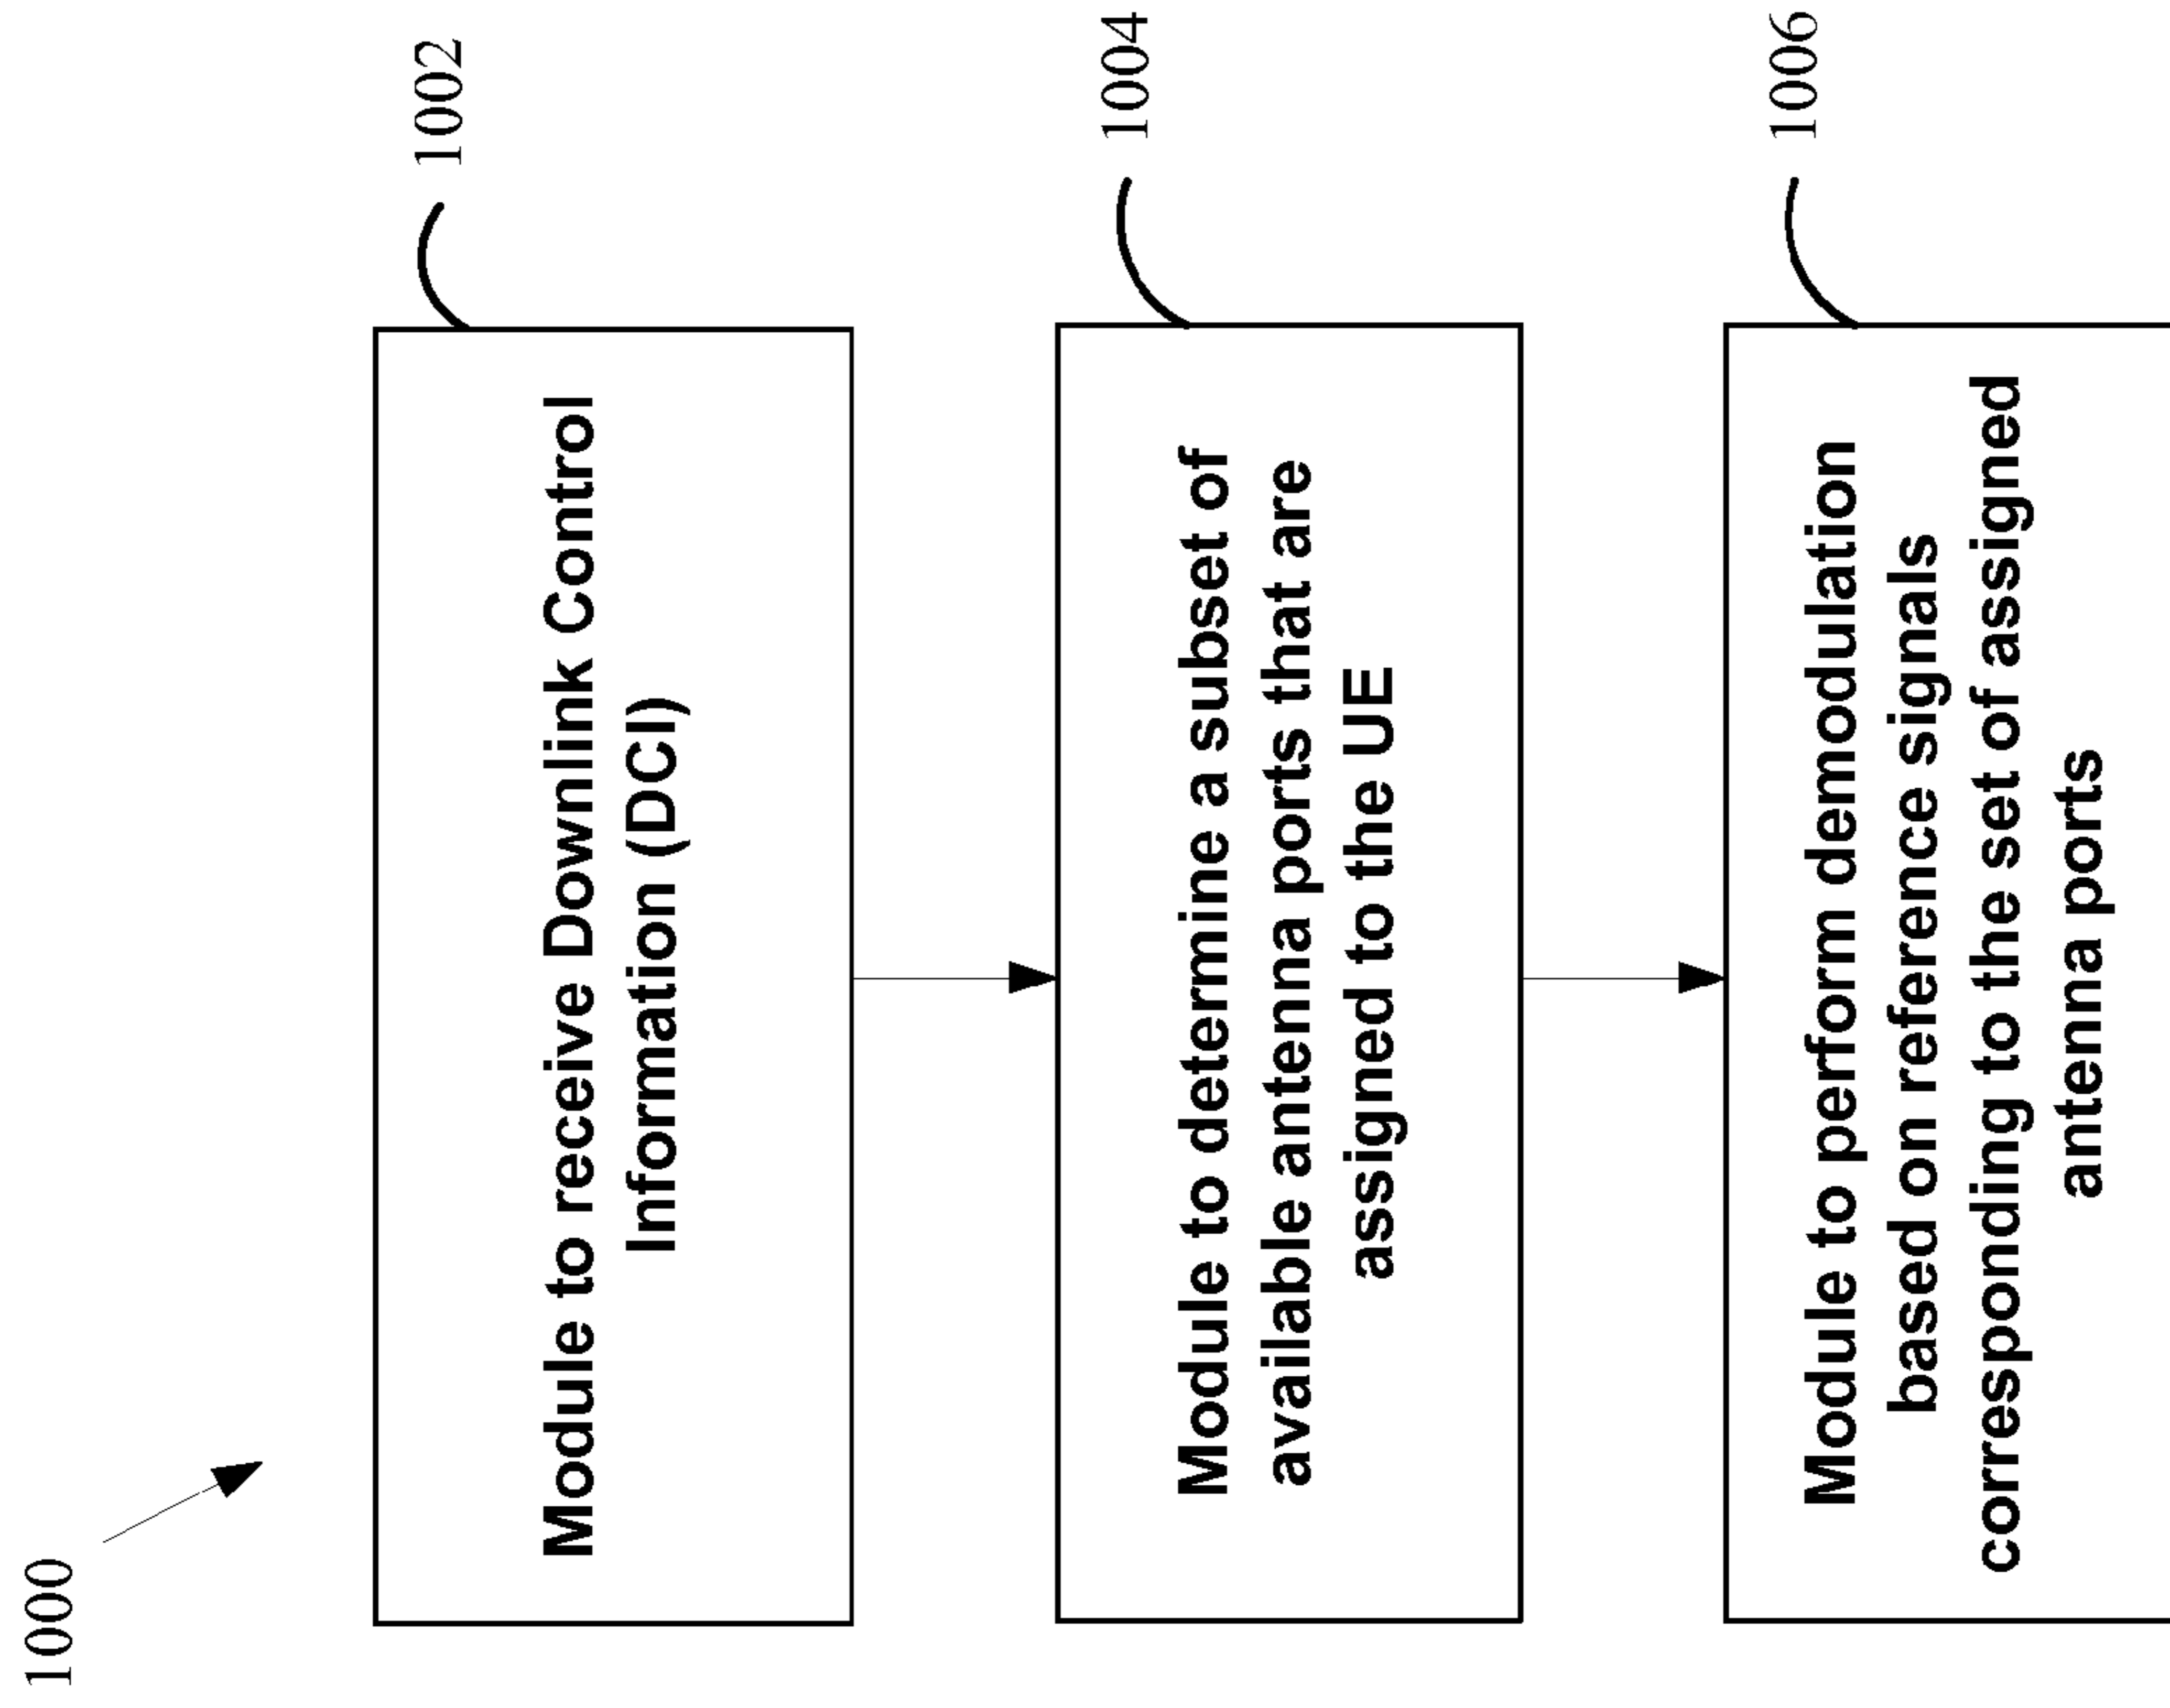 1000
1002
Module to receive Downlink Control
Information (DCI)
1004
Module to determine a subset of
available antenna ports that are
assigned to the UE
1006
Module to perform demodulation
based on reference signals
corresponding to the set of assigned
antenna ports